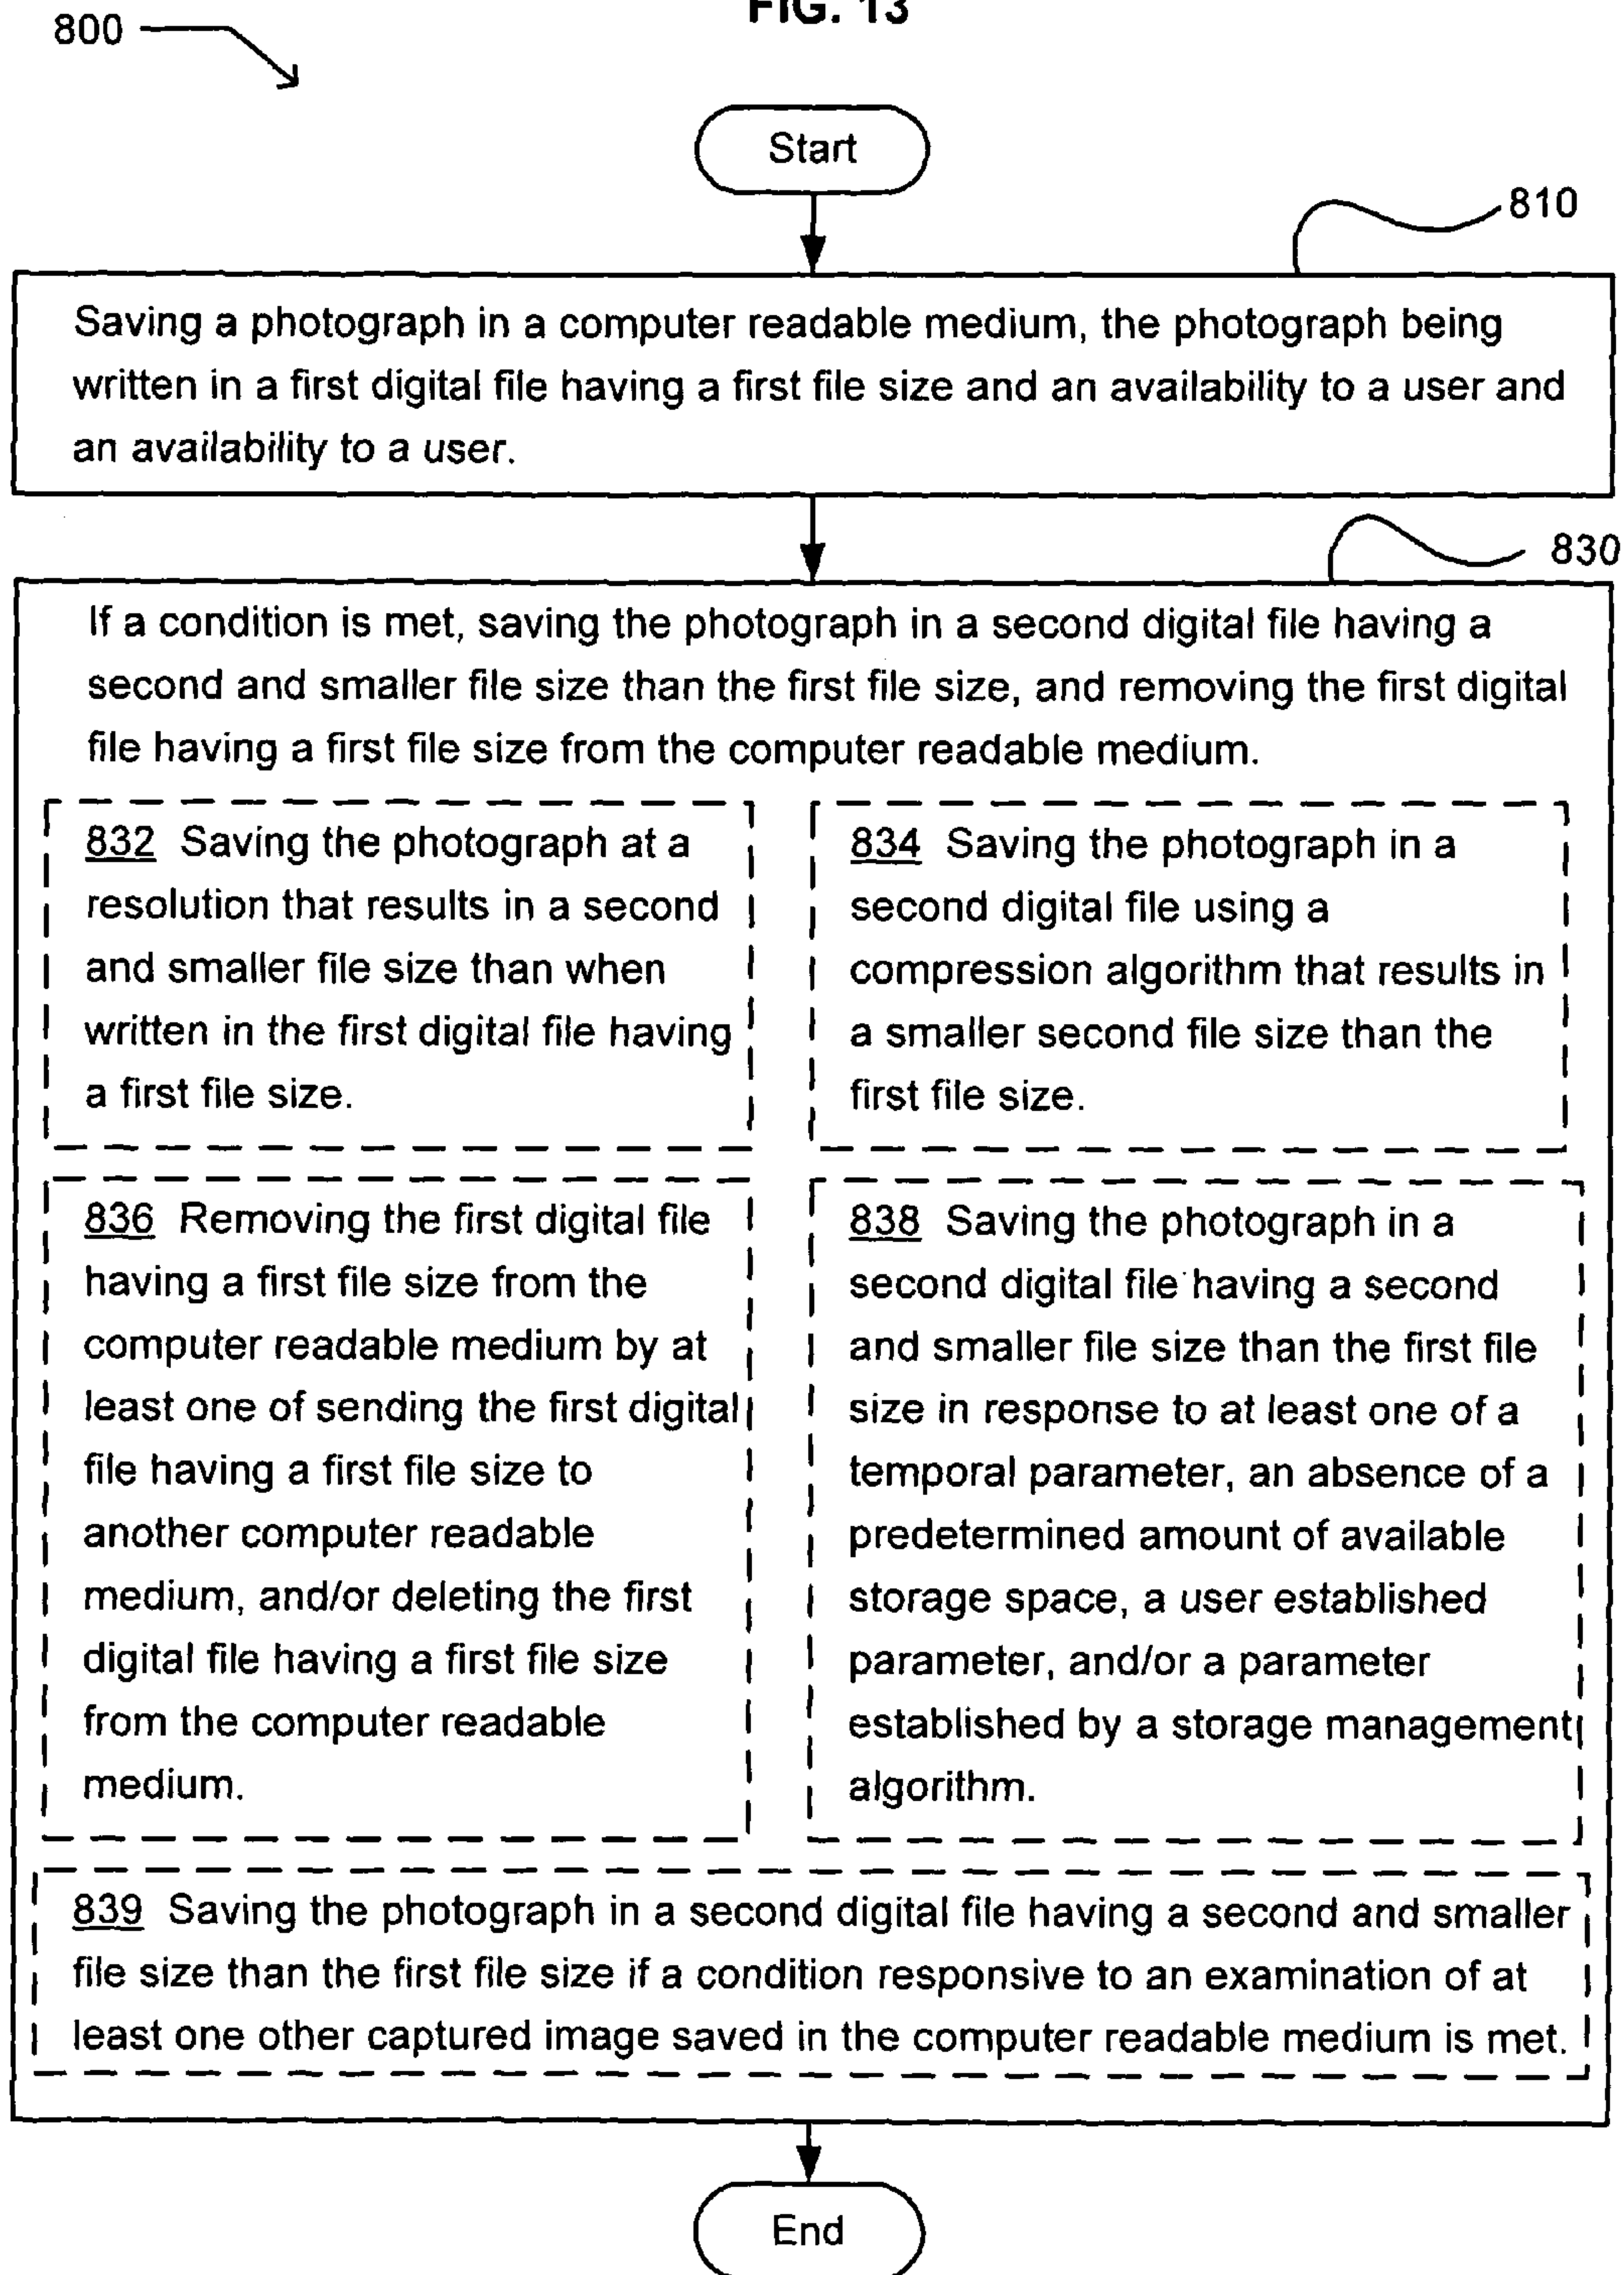 FIG. 13
800
Start
810
Saving a photograph in a computer readable medium, the photograph being
written in a first digital file having a first file size and an availability to a user and
an availability to a user.
830
If a condition is met, saving the photograph in a second digital file having a
second and smaller file size than the first file size, and removing the first digital
file having a first file size from the computer readable medium.
832 Saving the photograph at a
resolution that results in a second
and smaller file size than when
written in the first digital file having
a first file size.
834 Saving the photograph in a
second digital file using a
compression algorithm that results in
a smaller second file size than the
first file size.
836 Removing the first digital file
having a first file size from the
computer readable medium by at
least one of sending the first digital
file having a first file size to
another computer readable
medium, and/or deleting the first
digital file having a first file size
from the computer readable
medium.
838 Saving the photograph in a
second digital file having a second
and smaller file size than the first file
size in response to at least one of a
temporal parameter, an absence of a
predetermined amount of available
storage space, a user established
parameter, and/or a parameter
established by a storage management
algorithm.
839 Saving the photograph in a second digital file having a second and smaller
file size than the first file size if a condition responsive to an examination of at
least one other captured image saved in the computer readable medium is met.
End